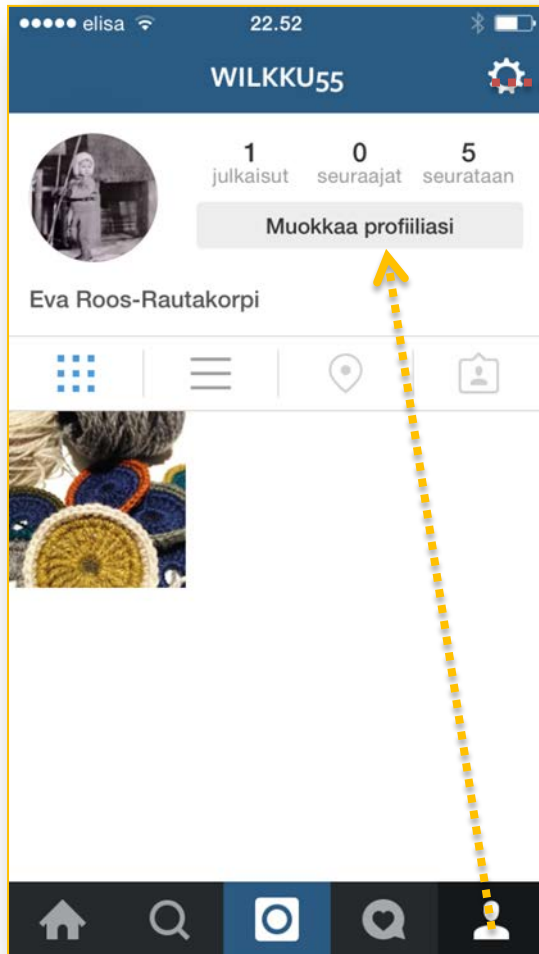 elisa 22.52
WILKKU55
1 0 5
julkaisut seuraajat seurataan
Muokkaa profiiliasi
Eva Roos-Rautakorpi